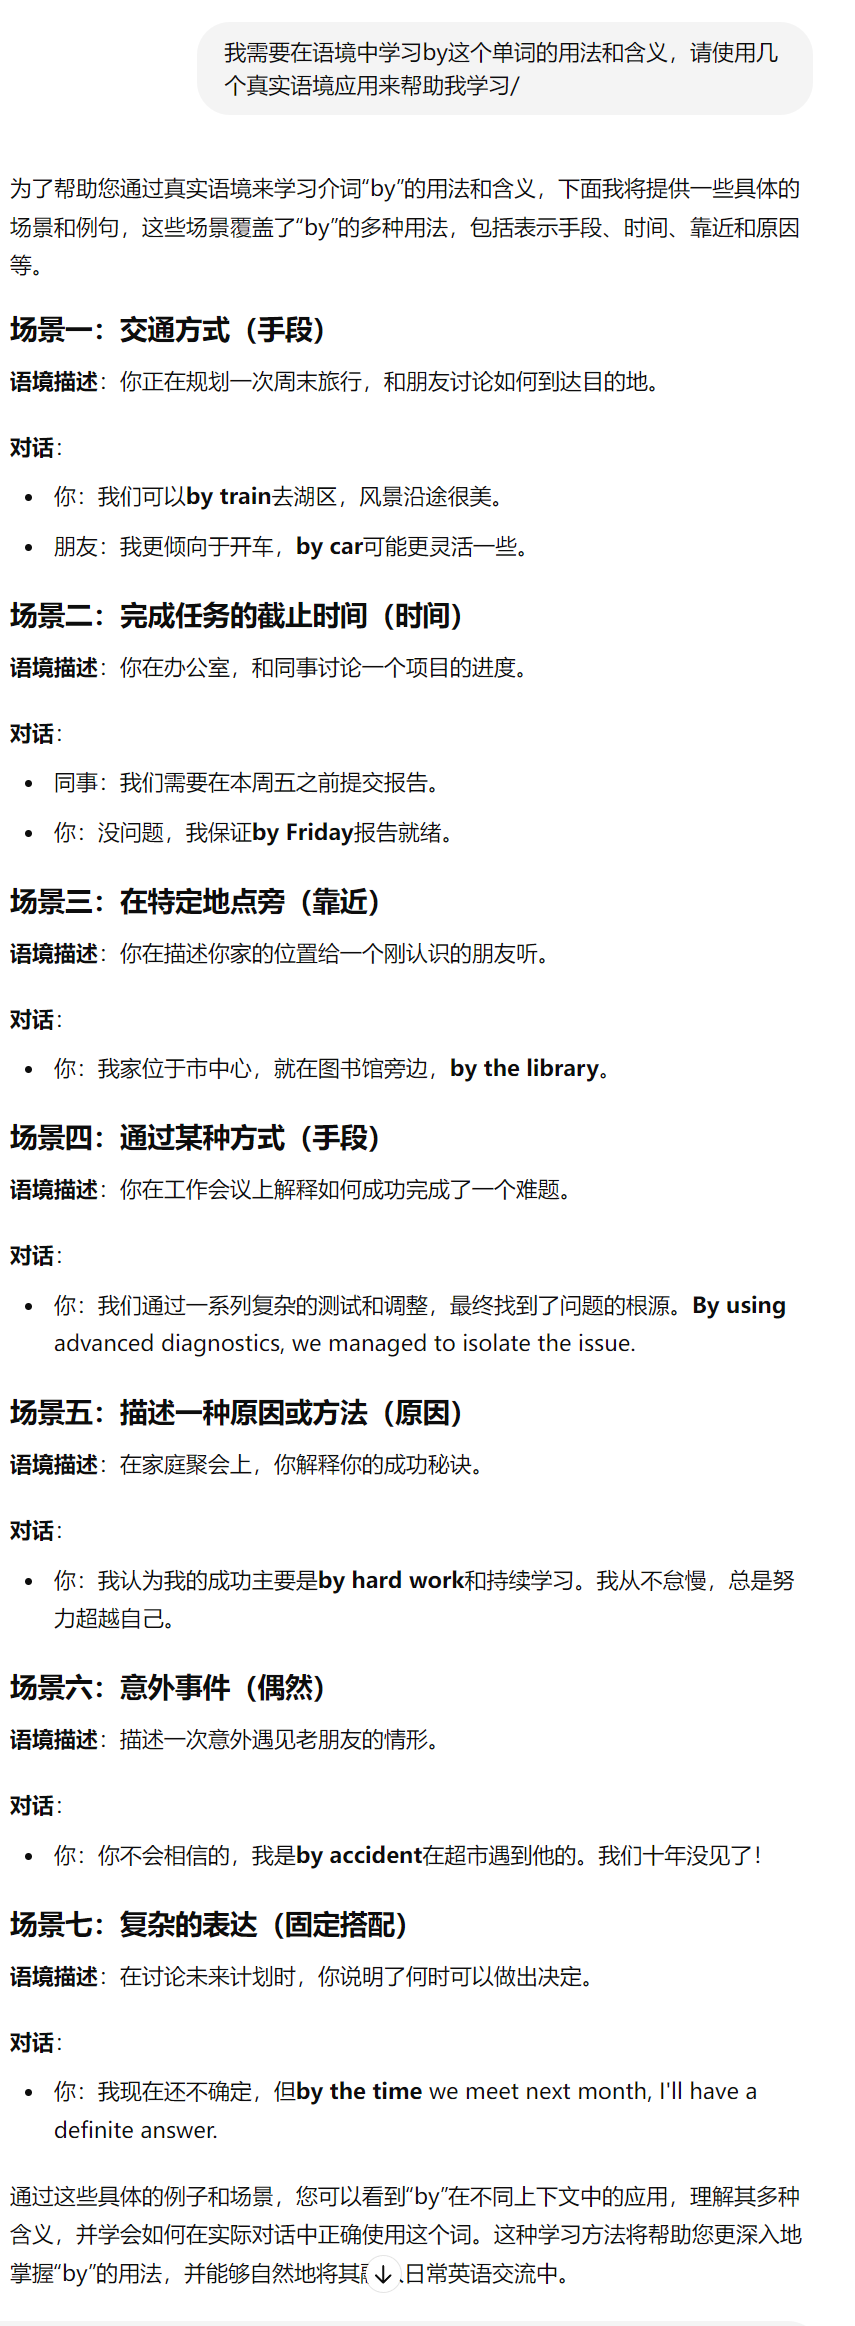 我需要在语境中学习by这个单词的用法和含义，请使用几
个真实语境应用来帮助我学习/
为了帮助您通过真实语境来学习介词“by”的用法和含义，下面我将提供一些具体的
场景和例句，这些场景覆盖了“by”的多种用法，包括表示手段、时间、靠近和原因
等。
场景一：交通方式（手段）
语境描述：你正在规划一次周末旅行，和朋友讨论如何到达目的地。
对话：
• 你：我们可以by train去湖区，风景沿途很美。
• 朋友：我更倾向于开车，by car可能更灵活一些。
场景二：完成任务的截止时间（时间）
语境描述：你在办公室，和同事讨论一个项目的进度。
对话：
• 同事：我们需要在本周五之前提交报告。
• 你：没问题，我保证by Friday报告就绪。
场景三：在特定地点旁（靠近）
语境描述：你在描述你家的位置给一个刚认识的朋友听。
对话：
• 你：我家位于市中心，就在图书馆旁边，by the library。
场景四：通过某种方式（手段）
语境描述：你在工作会议上解释如何成功完成了一个难题。
对话：
• 你：我们通过一系列复杂的测试和调整，最终找到了问题的根源。By using
advanced diagnostics, we managed to isolate the issue.
场景五：描述一种原因或方法（原因）
语境描述：在家庭聚会上，你解释你的成功秘诀。
对话：
• 你：我认为我的成功主要是by hard work和持续学习。我从不怠慢，总是努
力超越自己。
场景六：意外事件（偶然）
语境描述：描述一次意外遇见老朋友的情形。
对话：
• 你：你不会相信的，我是by accident在超市遇到他的。我们十年没见了！
场景七：复杂的表达（固定搭配）
语境描述：在讨论未来计划时，你说明了何时可以做出决定。
对话：
• 你：我现在还不确定，但by the time we meet next month, I'll have a
definite answer.
通过这些具体的例子和场景，您可以看到“by”在不同上下文中的应用，理解其多种
含义，并学会如何在实际对话中正确使用这个词。这种学习方法将帮助您更深入地
掌握“by”的用法，并能够自然地将其日常英语交流中。